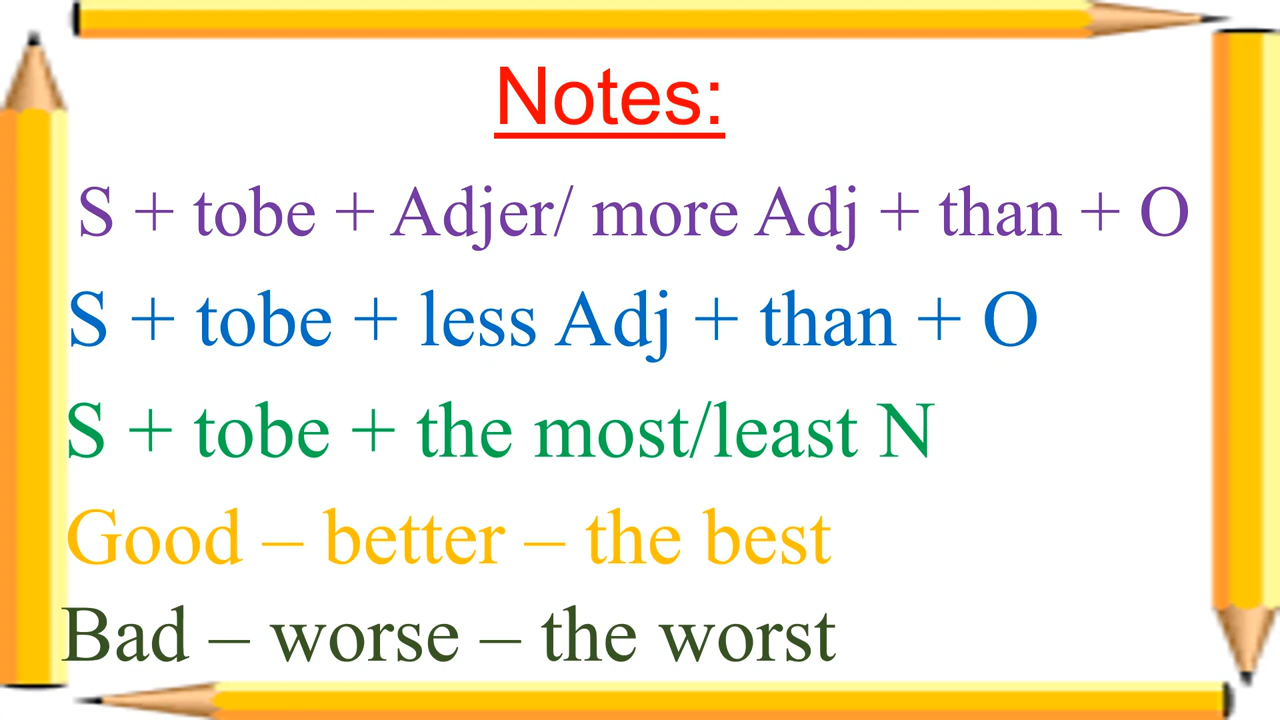 Notes:
S + tobe + Adjer/ more Adj + than + O
S + tobe + less Adj + than + O
S + tobe + the most/least N
Good – better – the best
Bad – worse – the worst